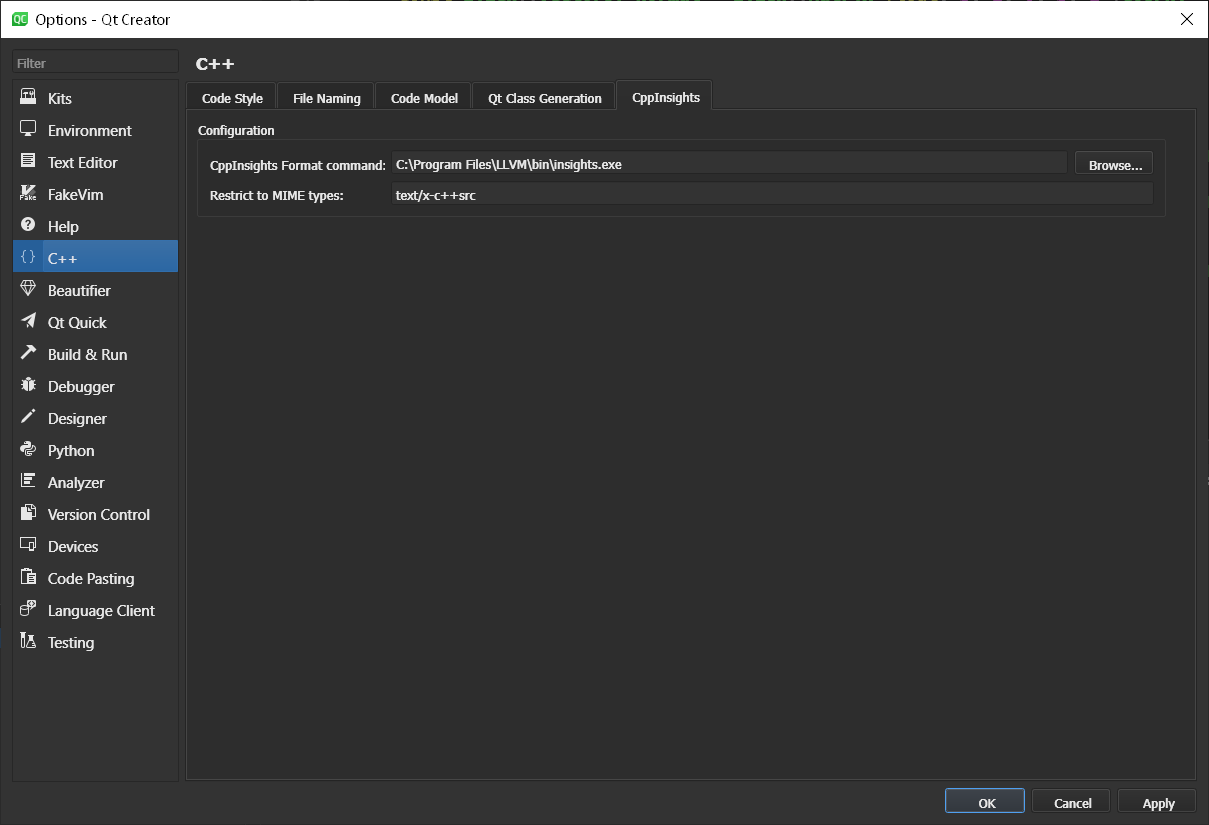 QC Options - Qt Creator
Filter
Kits
Environment
Text Editor
FakeVim
Help
C++
Beautifier
Qt Quick
Build & Run
Debugger
Designer
Python
Analyzer
Version Control
Devices
Code Pasting
Language Client
Testing
C++
Code Style File Naming Code Model Qt Class Generation CppInsights
Configuration
CppInsights Format command: C:\Program Files\LLVM\bin\insights.exe Browse...
Restrict to MIME types: text/x-c++src
OK Cancel Apply